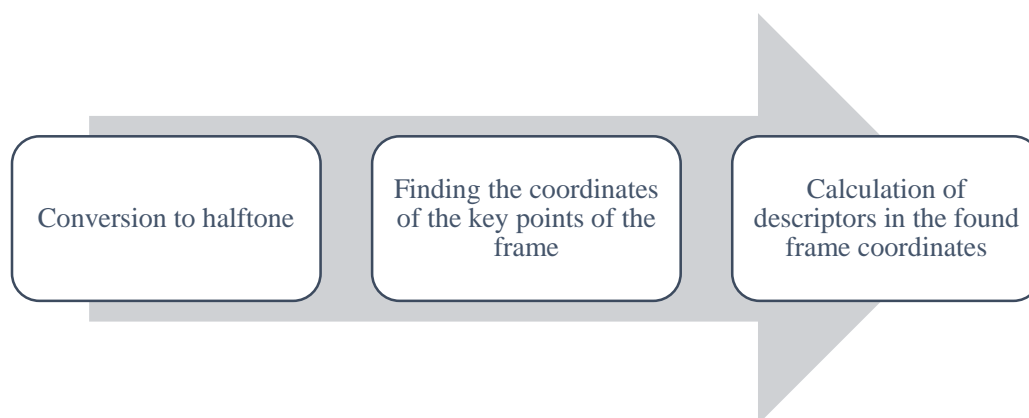 Conversion to halftone
Finding the coordinates
of the key points of the
frame
Calculation of
descriptors in the found
frame coordinates